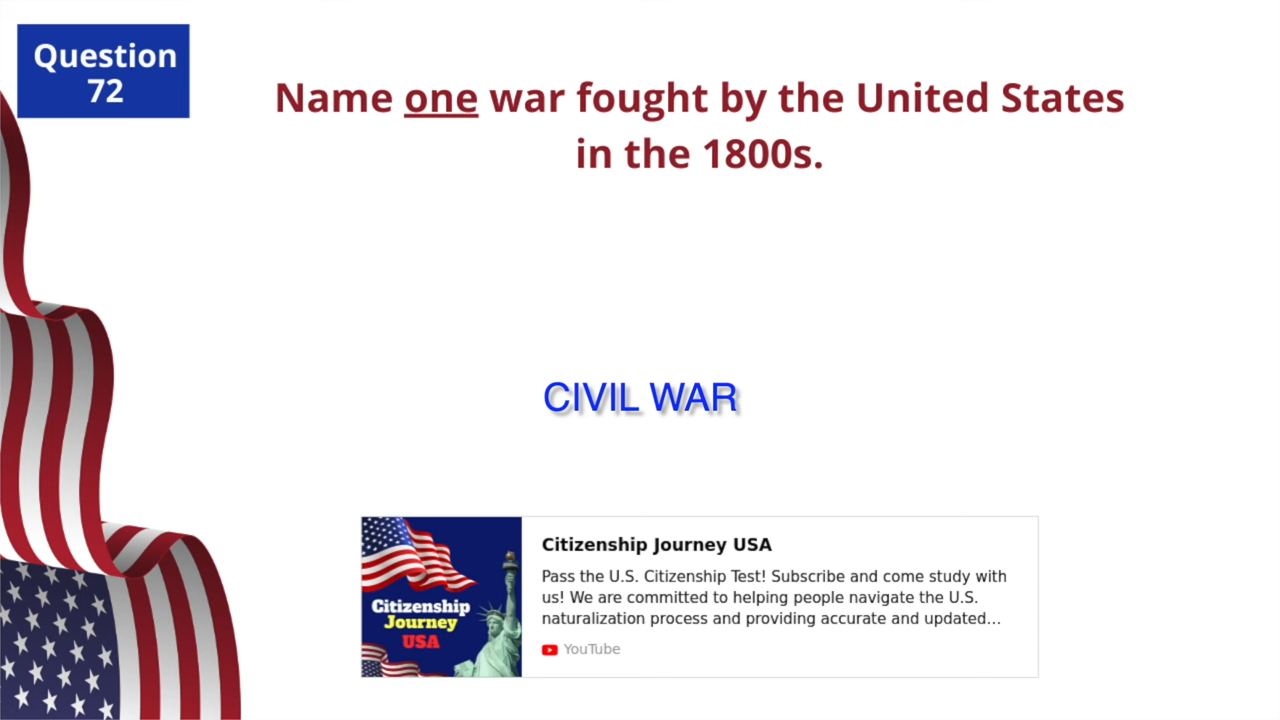 Question
72
Name one war fought by the United States
in the 1800s.
CIVIL WAR
Citizenship
Journey
USA
Citizenship Journey USA
Pass the U.S. Citizenship Test! Subscribe and come study with
us! We are committed to helping people navigate the U.S.
naturalization process and providing accurate and updated...
YouTube